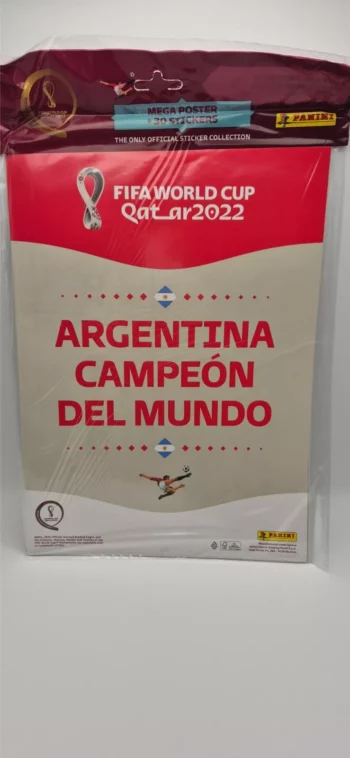 MEGA POSTER
+30 STICKERS
PANINI
THE ONLY OFFICIAL STICKER COLLECTION
FIFA WORLD CUP
Qatar2022
ARGENTINA
CAMPEÓN
DEL MUNDO
PANINI